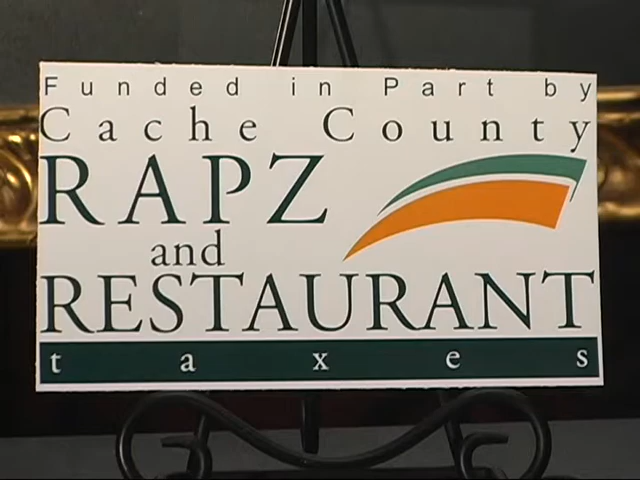 Funded in Part by
Cache County
RAPZ
and
RESTAURANT
taxes